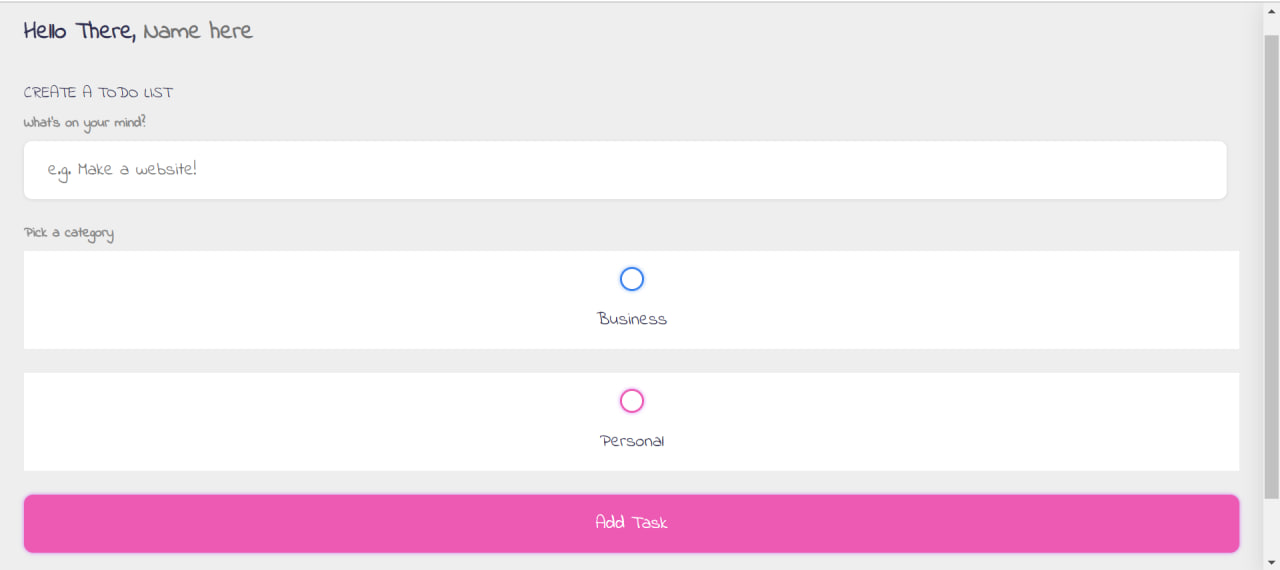 Hello There, Name here
CREATE A TODO LIST
What's on your mind?
e.g. Make a website!
Pick a category
Business
Personal
Add Task